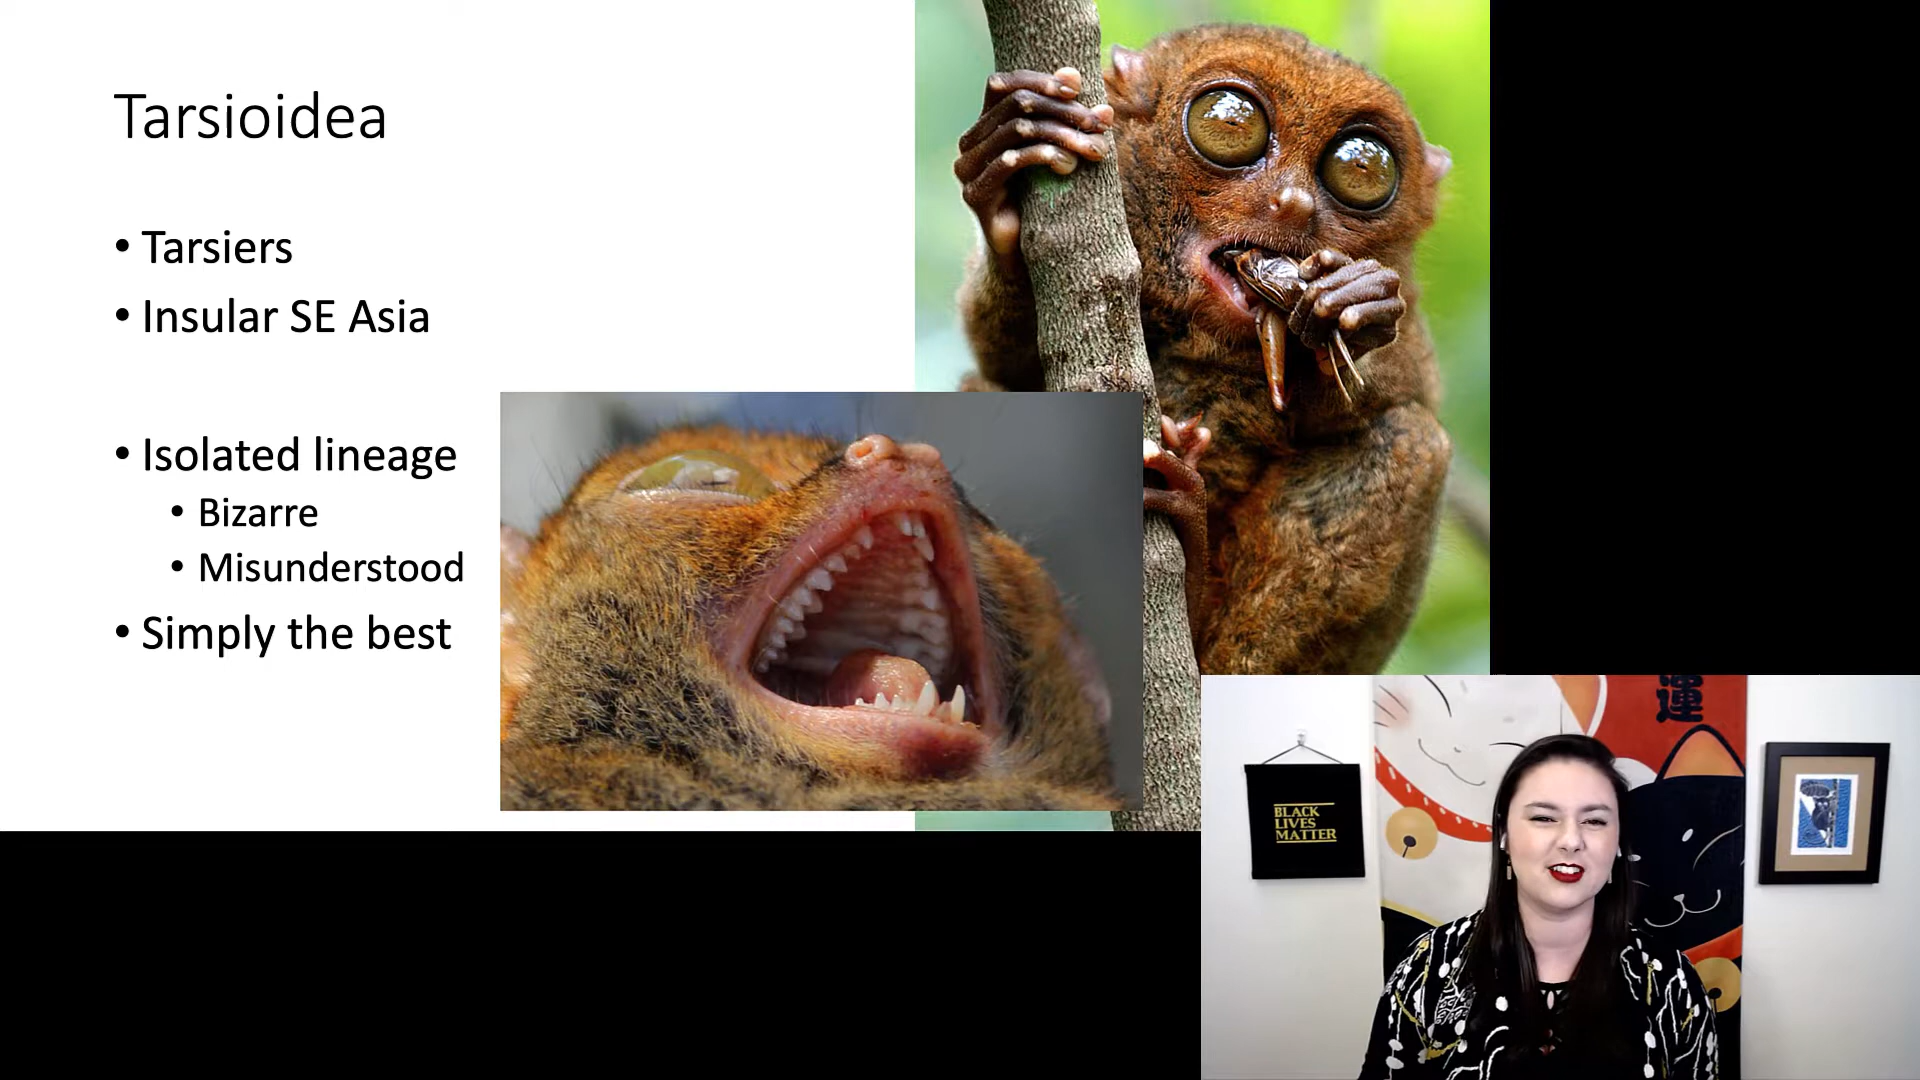 Tarsioidea
• Tarsiers
• Insular SE Asia
• Isolated lineage
• Bizarre
• Misunderstood
• Simply the best
運
BLACK
LIVES
MATTER